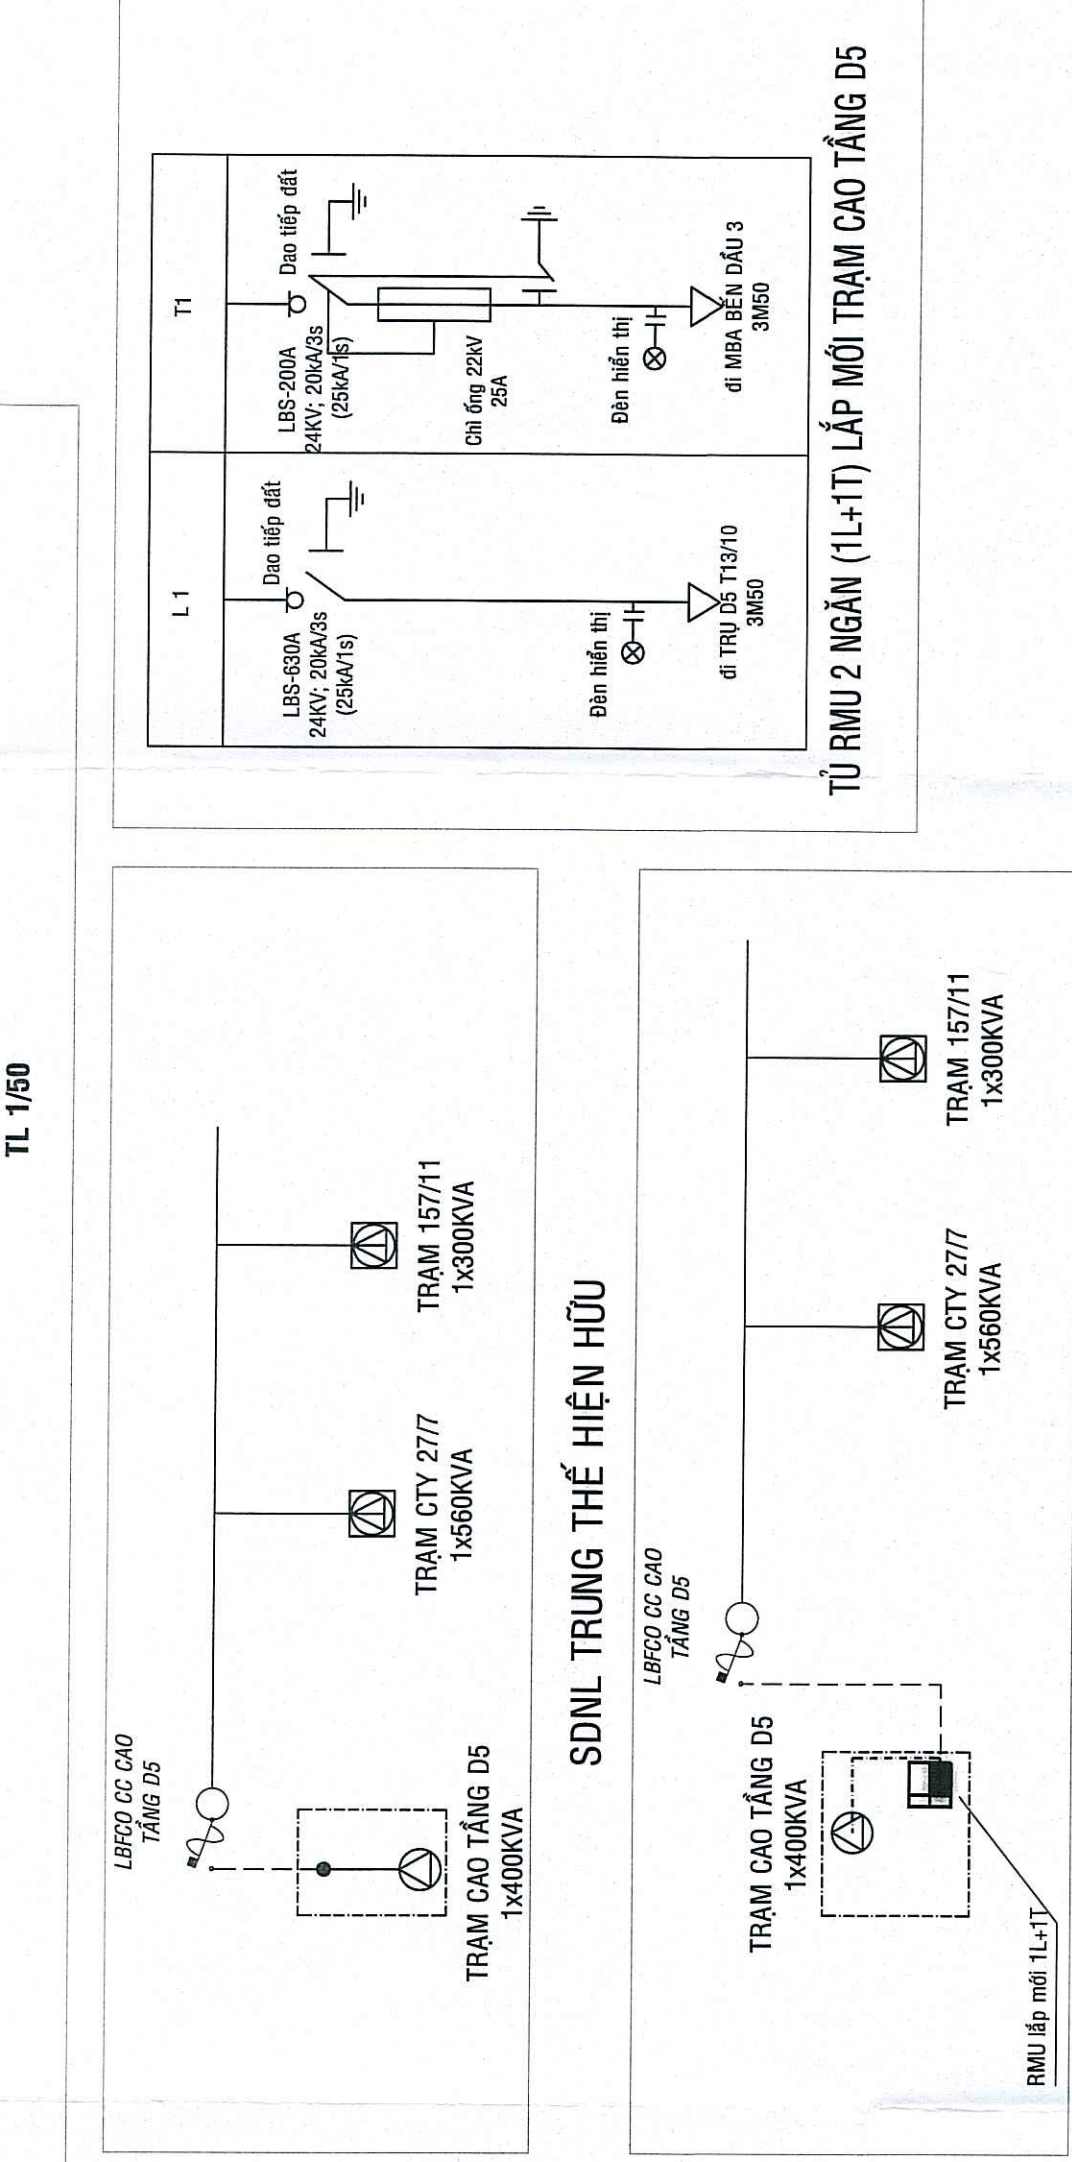 TL 1/50
LBFCO CC CAO
TẦNG D5
TRẠM CAO TẦNG D5
1x400KVA
TRẠM CTY 27/7
1x560KVA
TRẠM 157/11
1x300KVA
SDNL TRUNG THẾ HIỆN HỮU
LBFCO CC CAO
TẦNG D5
TRẠM CAO TẦNG D5
1x400KVA
RMU lắp mới 1L+1T
TRẠM CTY 27/7
1x560KVA
TRẠM 157/11
1x300KVA
L1
Dao tiếp đất
LBS-630A
24KV; 20kA/3s
(25kA/1s)
Đèn hiển thị
đi TRỤ D5 T13/10
3M50
T1
Dao tiếp đất
LBS-200A
24KV; 20kA/3s
(25kA/1s)
Chì ống 22kV
25A
Đèn hiển thị
đi MBA BẾN DẦU 3
3M50
TỦ RMU 2 NGĂN (1L+1T) LẮP MỚI TRẠM CAO TẦNG D5